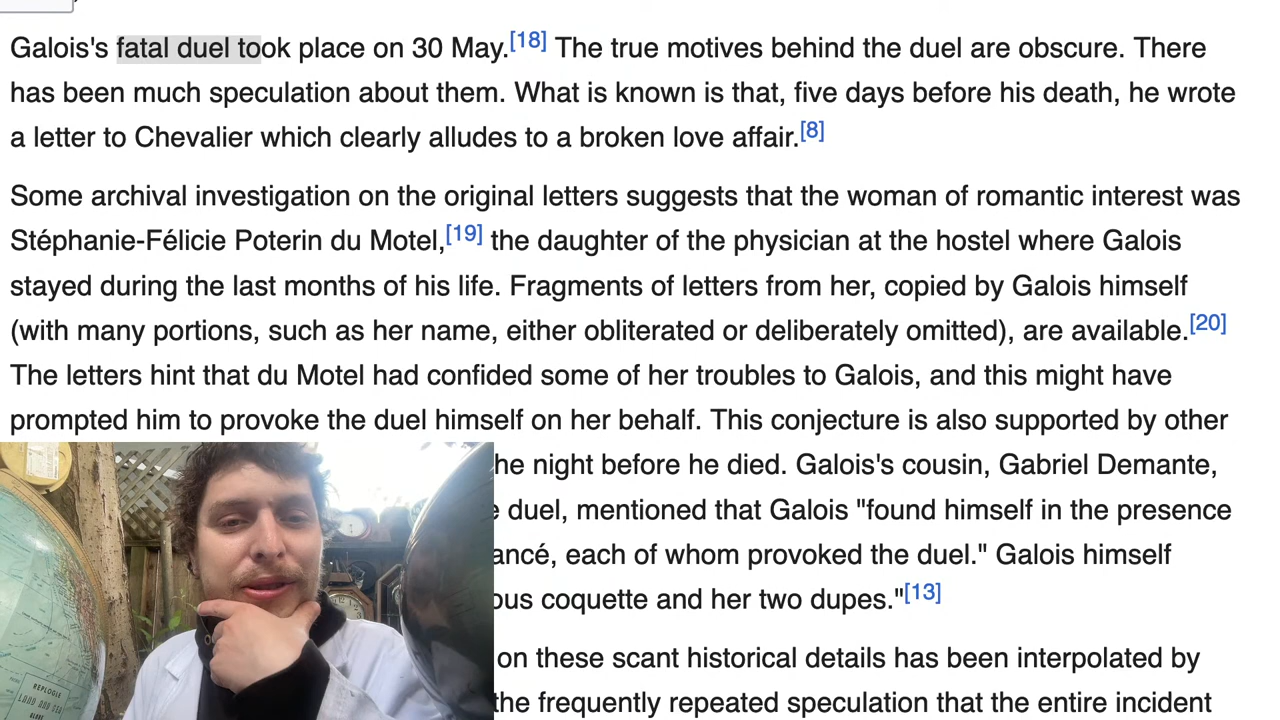 Galois's fatal duel took place on 30 May.[18] The true motives behind the duel are obscure. There
has been much speculation about them. What is known is that, five days before his death, he wrote
a letter to Chevalier which clearly alludes to a broken love affair.[8]
Some archival investigation on the original letters suggests that the woman of romantic interest was
Stéphanie-Félicie Poterin du Motel,[19] the daughter of the physician at the hostel where Galois
stayed during the last months of his life. Fragments of letters from her, copied by Galois himself
(with many portions, such as her name, either obliterated or deliberately omitted), are available.[20]
The letters hint that du Motel had confided some of her troubles to Galois, and this might have
prompted him to provoke the duel himself on her behalf. This conjecture is also supported by other
he night before he died. Galois's cousin, Gabriel Demante,
duel, mentioned that Galois "found himself in the presence
ancé, each of whom provoked the duel." Galois himself
ous coquette and her two dupes."[13]
on these scant historical details has been interpolated by
the frequently repeated speculation that the entire incident
REPLOGLE
LAND AND SEA
GLOBE